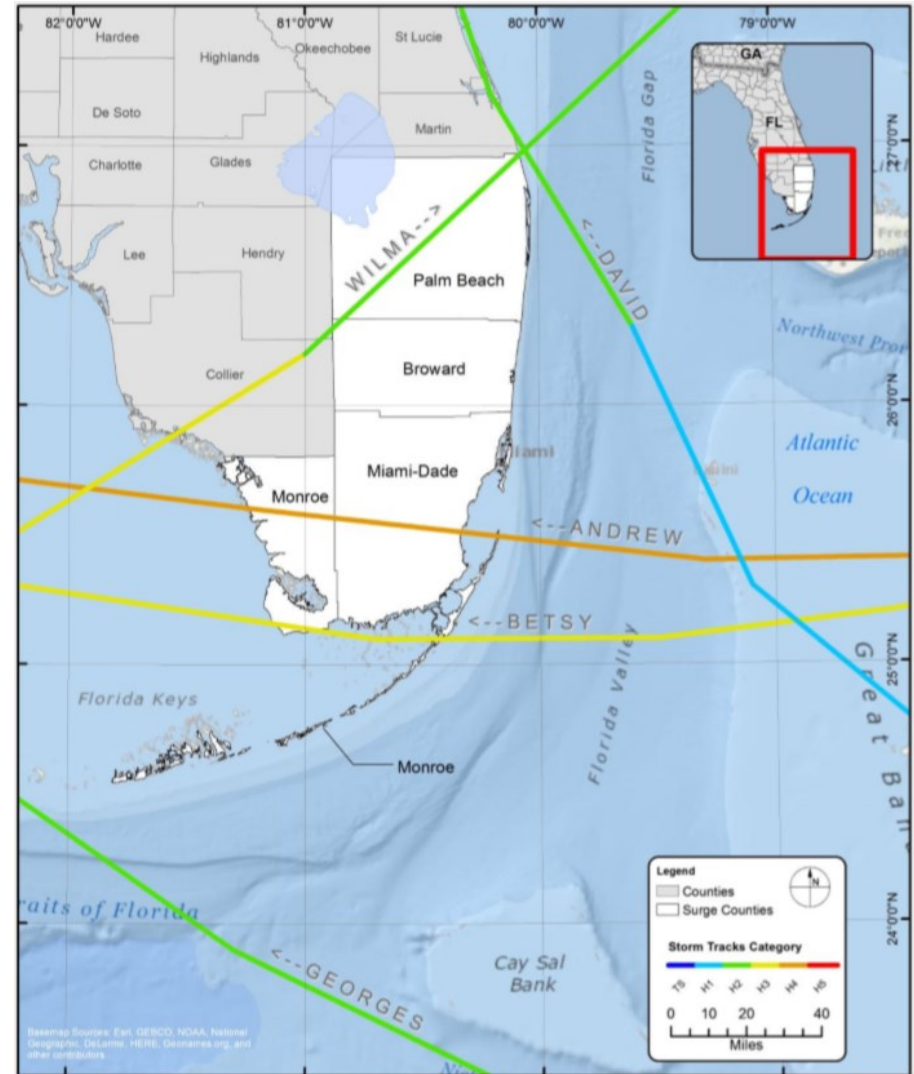 82°0'0"W
81°0'0"W
80°0'0"W
79°0'0"W
Hardee
Highlands
Okeechobee
St Lucie
De Soto
Martin
Charlotte
Glades
Lee
Hendry
WILMA-->
Palm Beach
Broward
Collier
Miami-Dade
Monroe
<--DAVID
Florida Gap
GA
FL
27°0'N
Northwest Prov
26°0'N
Atlantic
Ocean
<--ANDREW
<--BETSY
25°0'N
Florida Keys
Florida Valley
Great Ba
Monroe
raits of Florida
<--GEORGES
Cay Sal
Bank
24°0'N
Legend
Counties
Surge Counties
N
Storm Tracks Category
TS H1 H2 H3 H4 H5
0 10 20 40
Miles
Basemap Sources: Esri, GEBCO, NOAA, National
Geographic, DeLorme, HERE, Geonames.org, and
other contributors